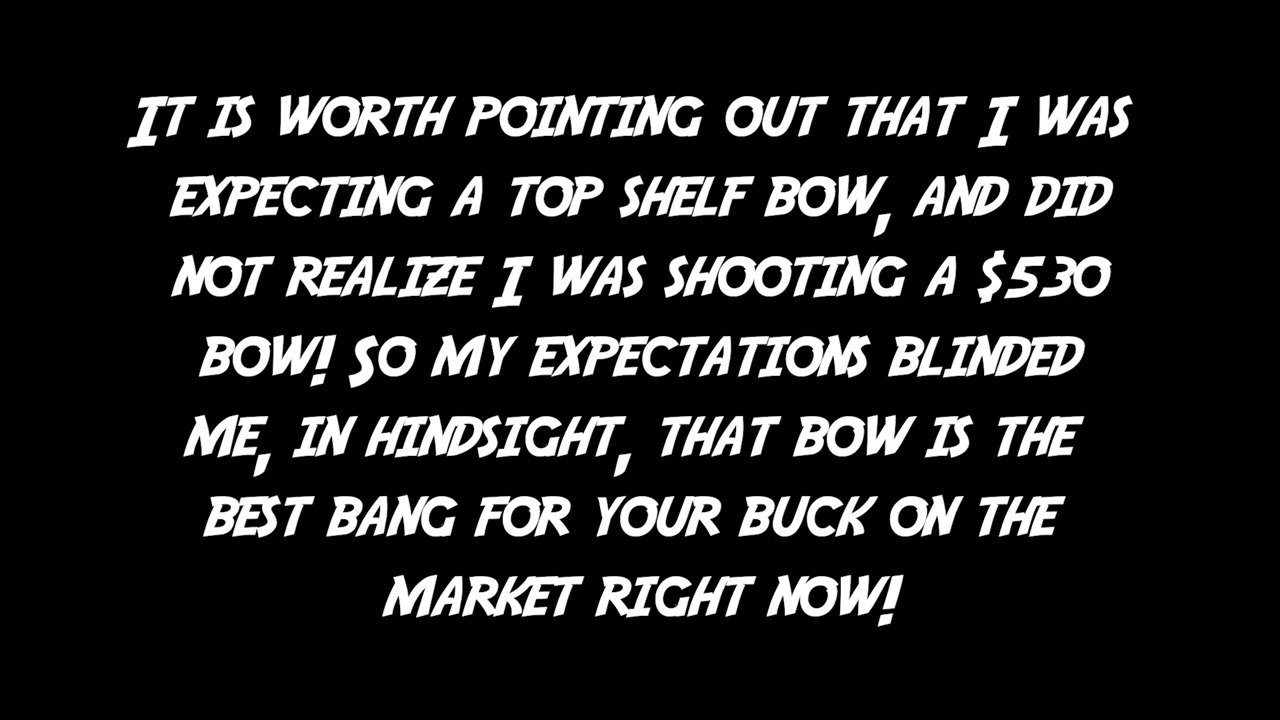 It is worth pointing out that I was
expecting a top shelf bow, and did
not realize I was shooting a $530
bow! So my expectations blinded
me, in hindsight, that bow is the
best bang for your buck on the
market right now!